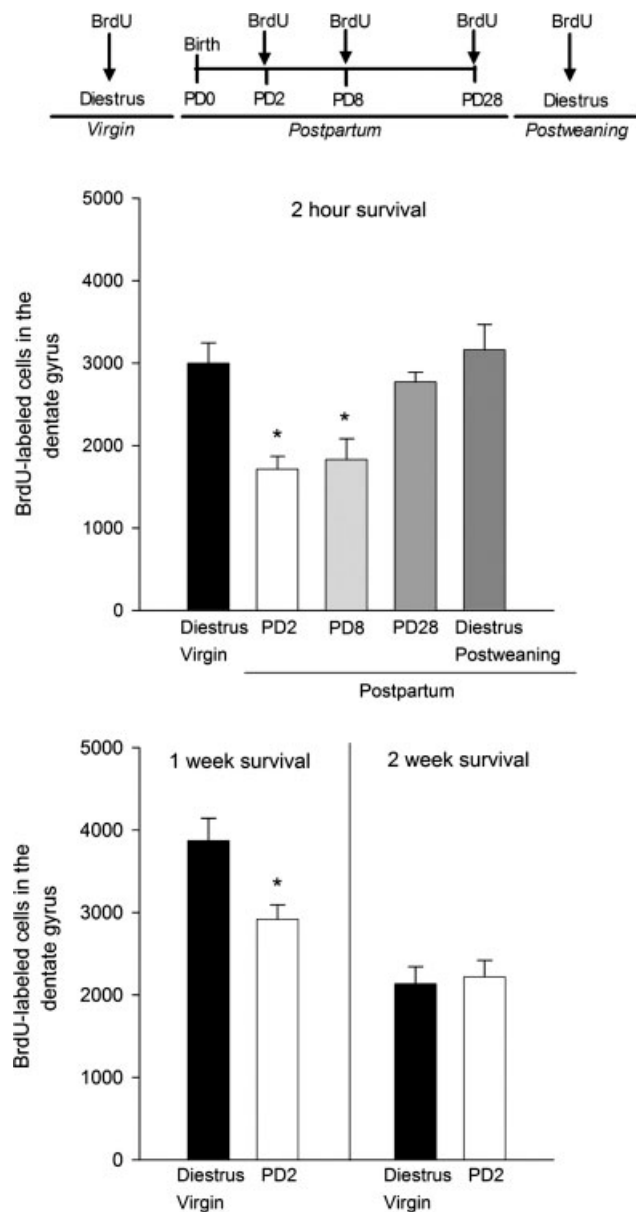 BrdU BrdU BrdU BrdU BrdU
Birth
Diestrus PD0 PD2 PD8 PD28 Diestrus
Virgin Postpartum Postweaning
2 hour survival
BrdU-labeled cells in the
dentate gyrus
5000
4000
3000
2000
1000
0
* *
Diestrus PD2 PD8 PD28 Diestrus
Virgin Postweaning
Postpartum
1 week survival 2 week survival
BrdU-labeled cells in the
dentate gyrus
5000
4000
3000
2000
1000
0
*
Diestrus PD2 Diestrus PD2
Virgin Virgin